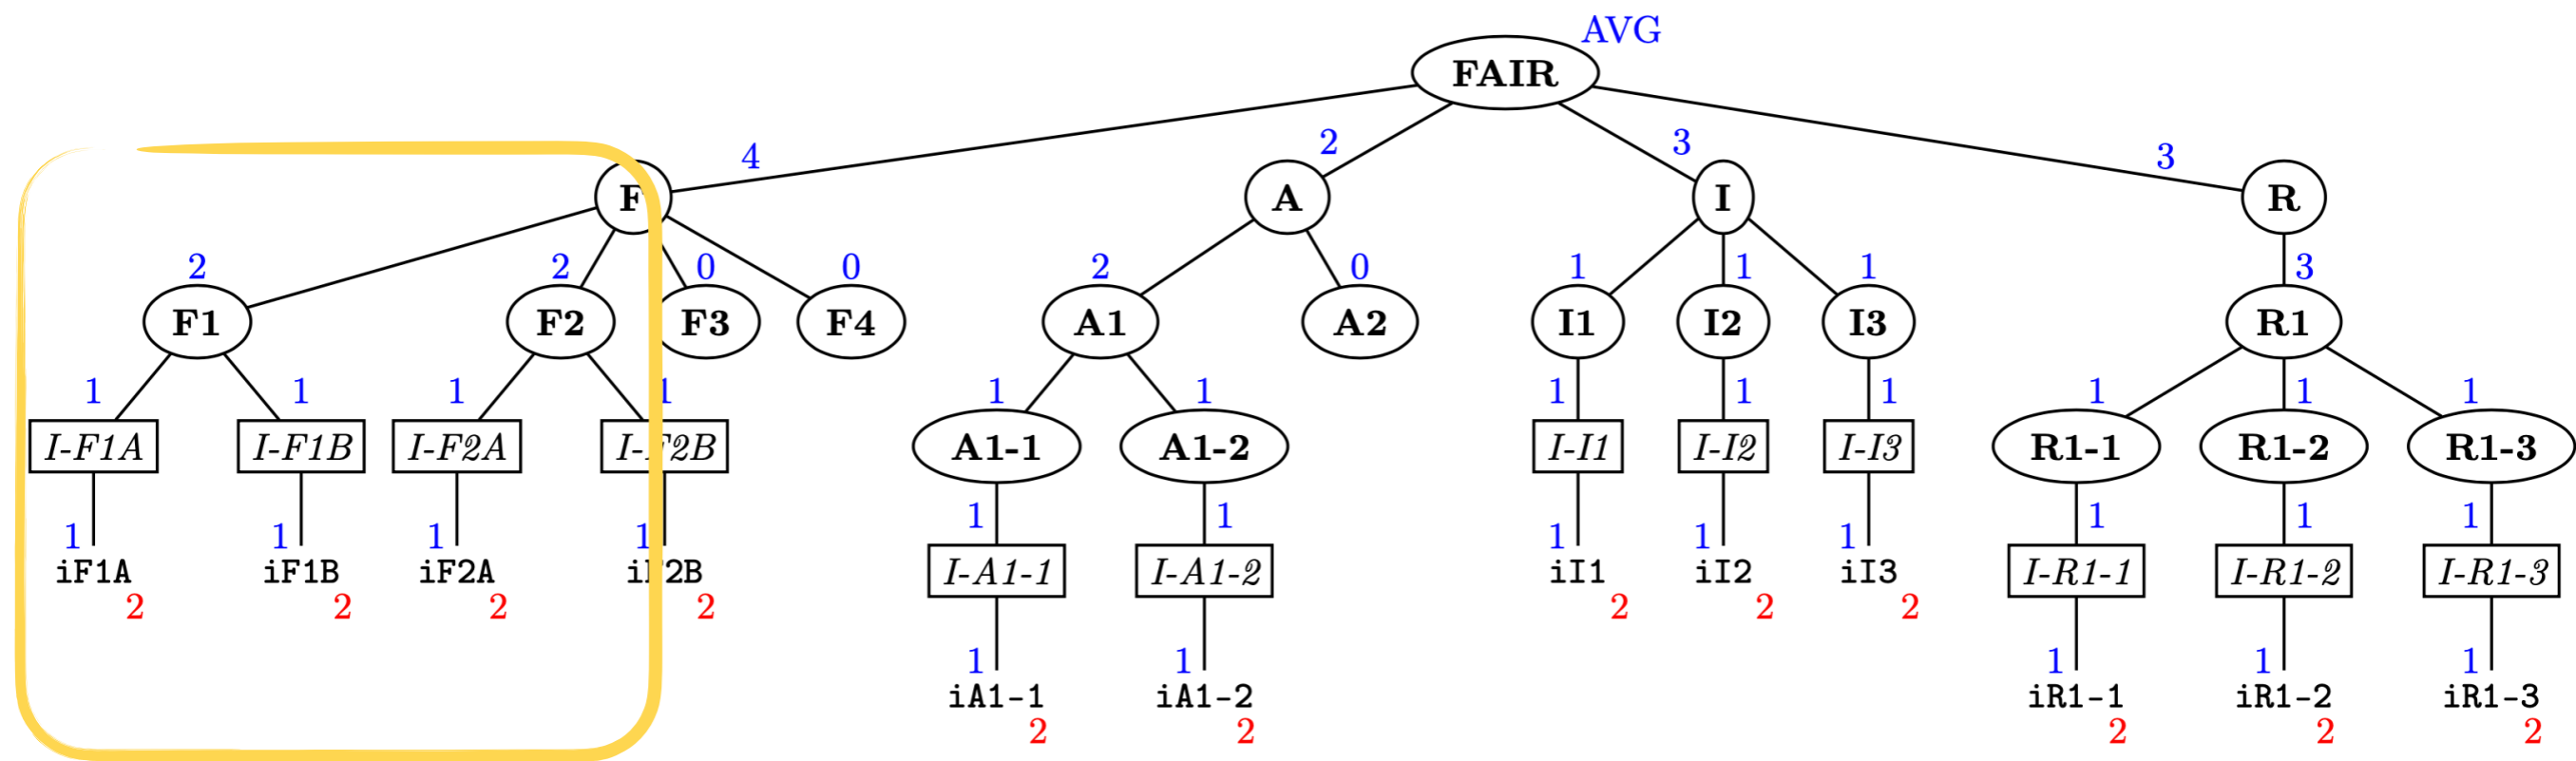 AVG
FAIR
4 2 3 3
F A I R
2 2 0 0 2 0 1 1 1 3
F1 F2 F3 F4 A1 A2 I1 I2 I3 R1
1 1 1 1 1 1 1 1 1 1 1 1
I-F1A I-F1B I-F2A I-F2B A1-1 A1-2 I-I1 I-I2 I-I3 R1-1 R1-2 R1-3
1 1 1 1 1
1 1 1 1 1 1 1
iF1A iF1B iF2A iF2B I-A1-1 I-A1-2 iI1 iI2 iI3 I-R1-1 I-R1-2 I-R1-3
2 2 2 2 2 2 2
1 1 1 1 1
iA1-1 iA1-2 iR1-1 iR1-2 iR1-3
2 2 2 2 2